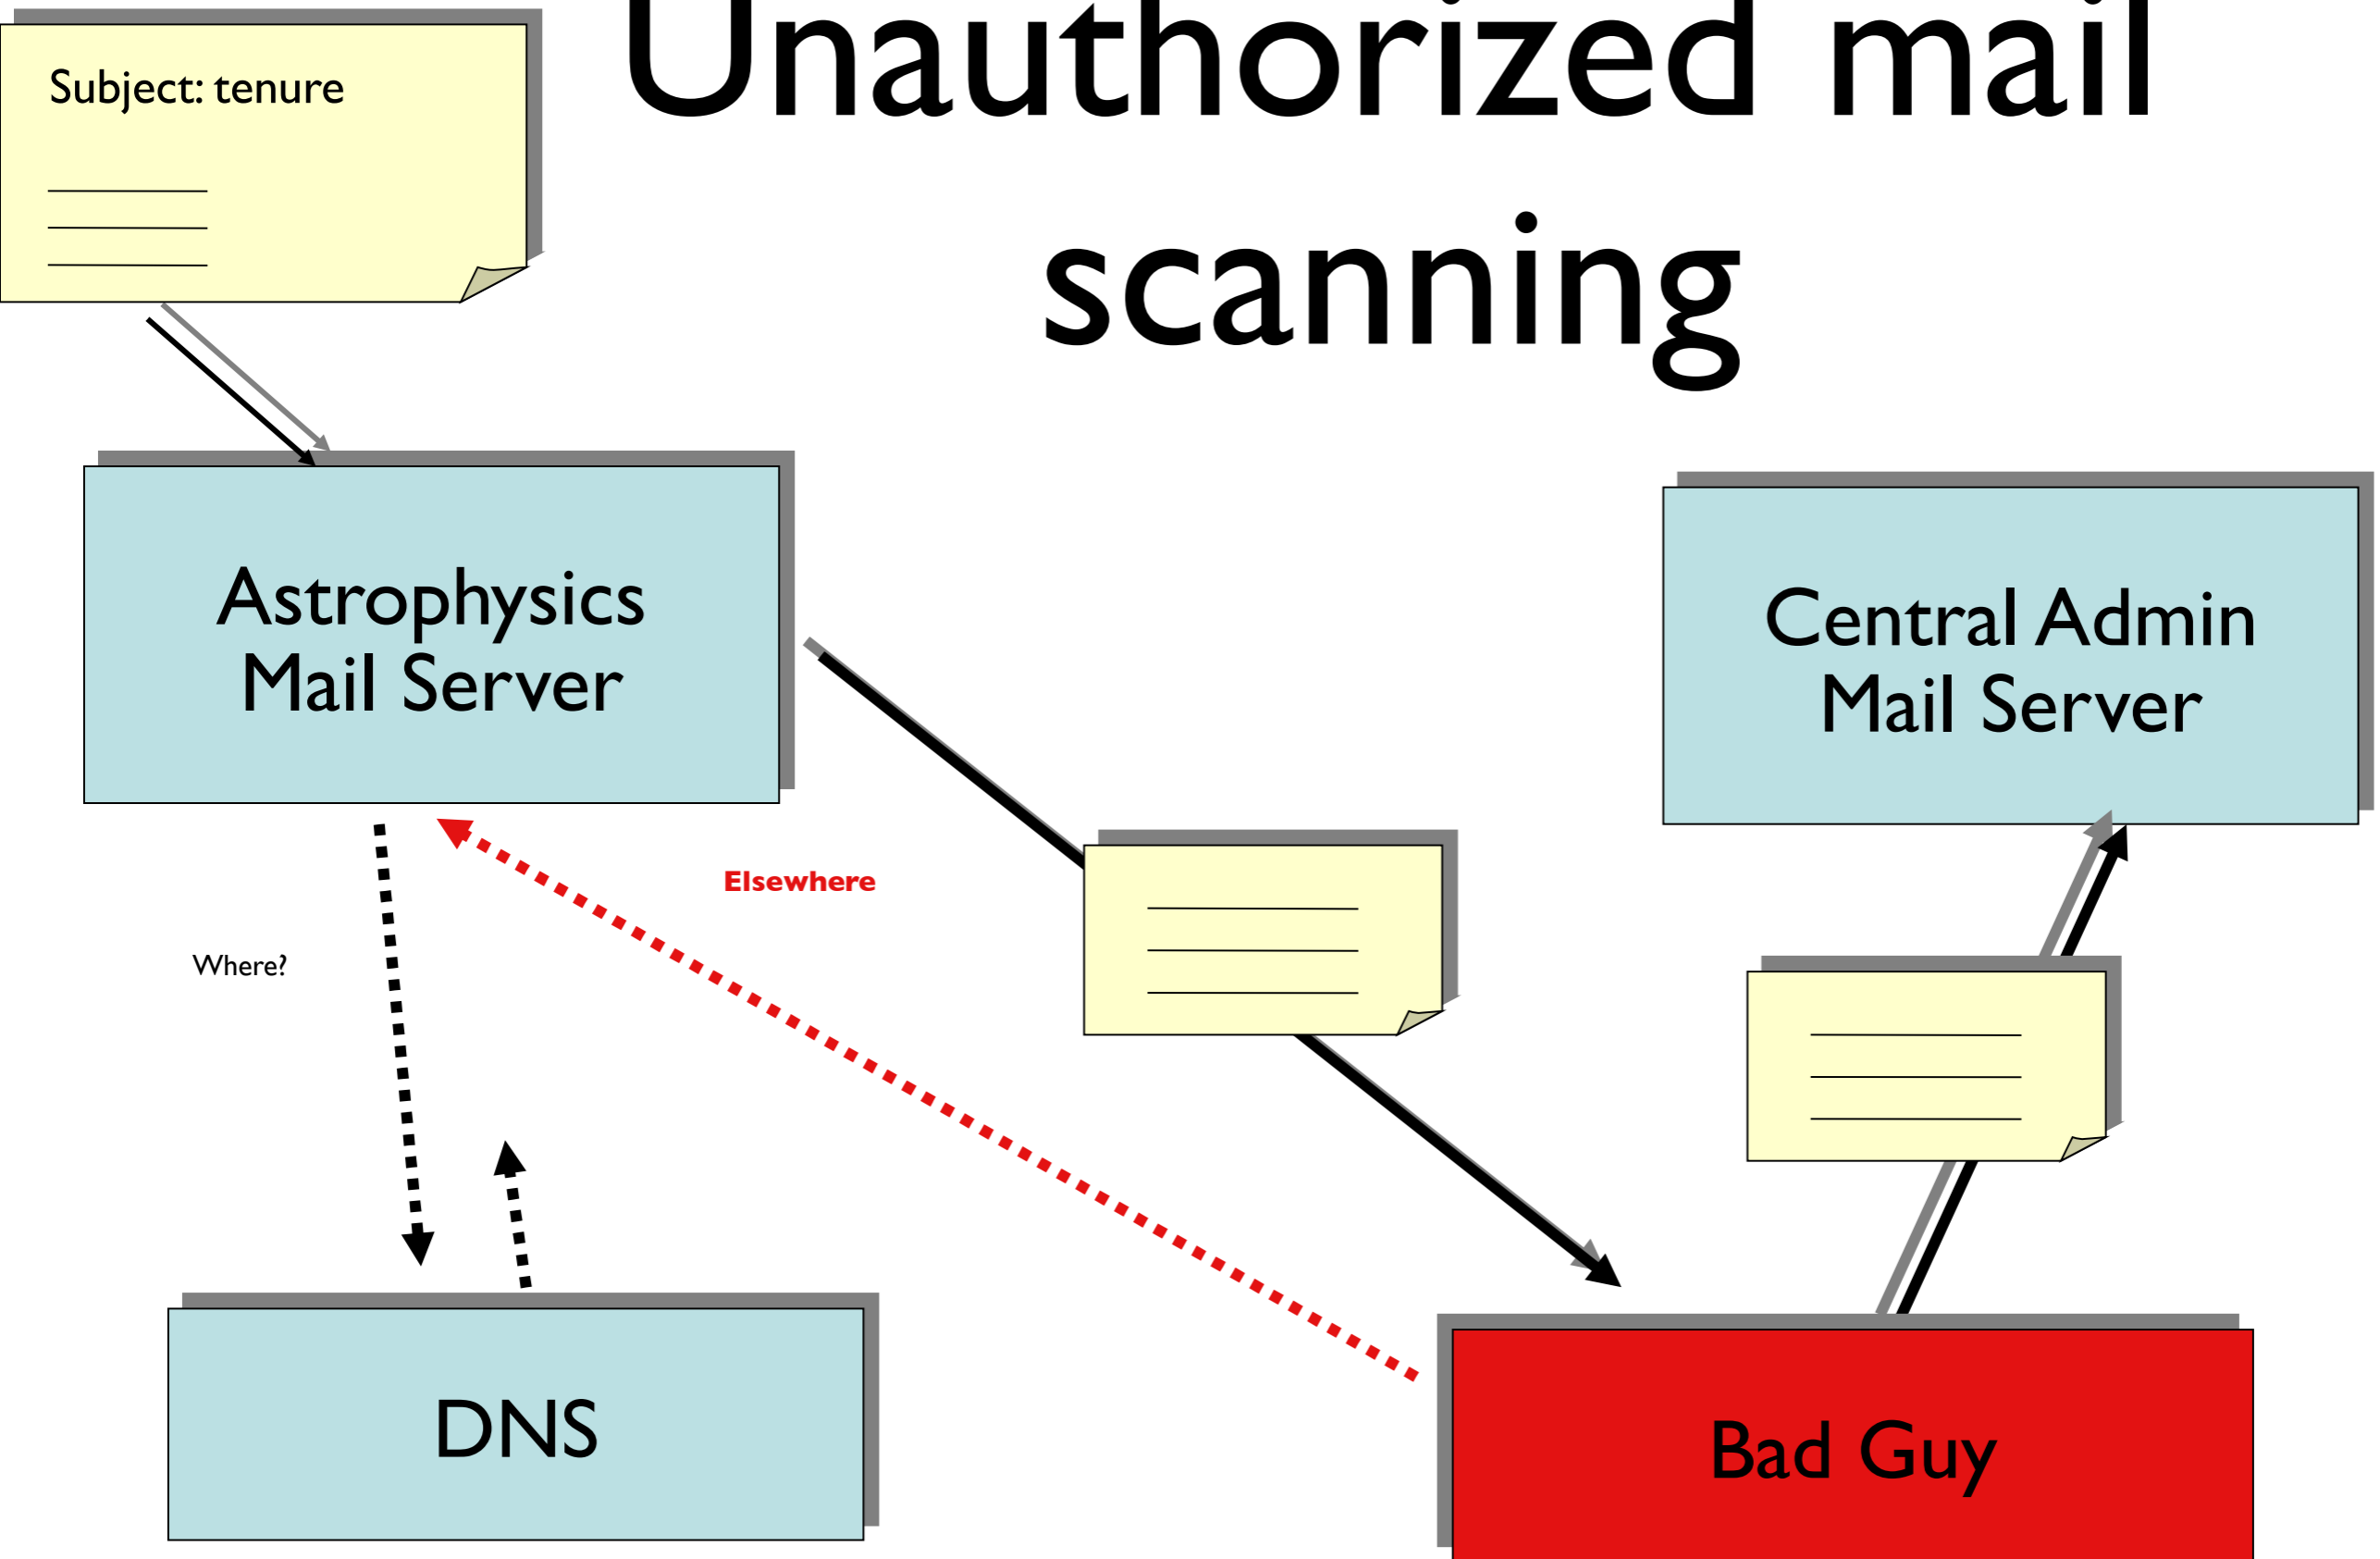 Unauthorized mail
scanning
Subject: tenure
Astrophysics
Mail Server
Central Admin
Mail Server
Elsewhere
Where?
DNS
Bad Guy